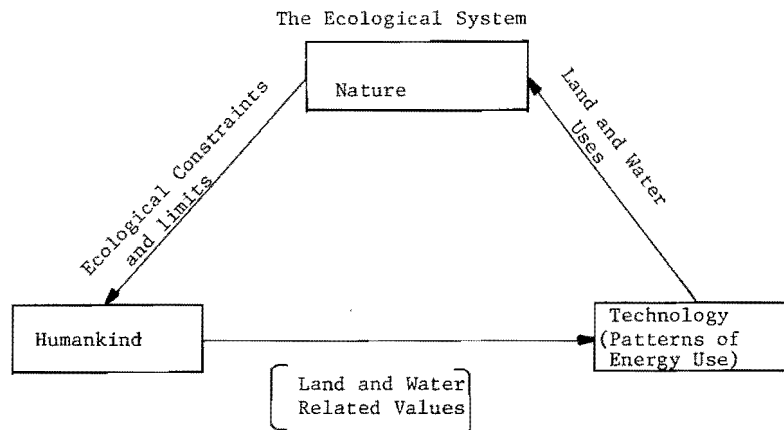 The Ecological System
Nature
Ecological Constraints
and limits
Land and Water
Uses
Humankind
Technology
(Patterns of
Energy Use)
Land and Water
Related Values